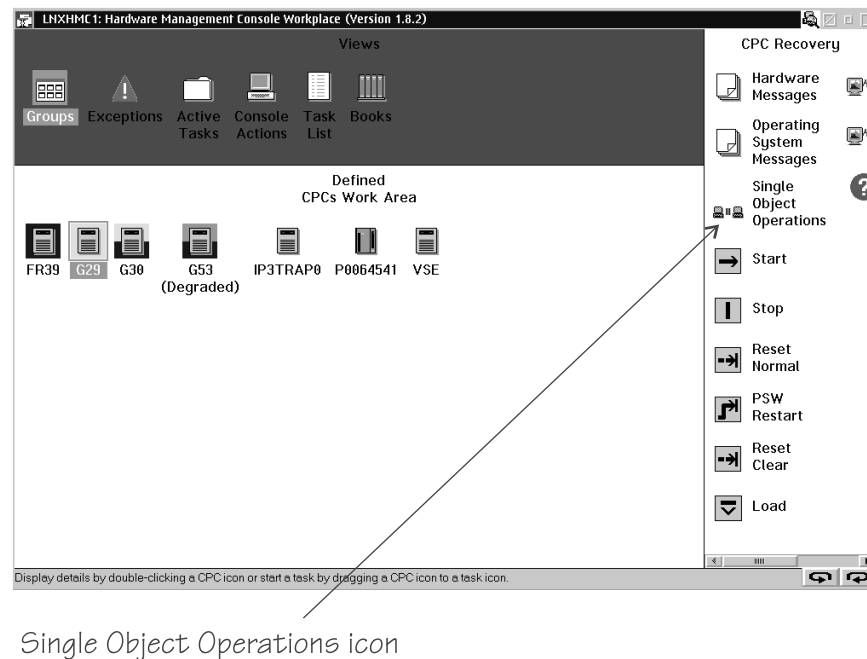 LNXHMC1: Hardware Management Console Workplace (Version 1.8.2)
Views
Groups
Exceptions
Active
Tasks
Console
Actions
Task
List
Books
Defined
CPCs Work Area
FR39
G29
G30
G53
(Degraded)
IP3TRAP0
P0064541
VSE
CPC Recovery
Hardware
Messages
Operating
System
Messages
Single
Object
Operations
Start
Stop
Reset
Normal
PSW
Restart
Reset
Clear
Load
Display details by double-clicking a CPC icon or start a task by dragging a CPC icon to a task icon.
Single Object Operations icon